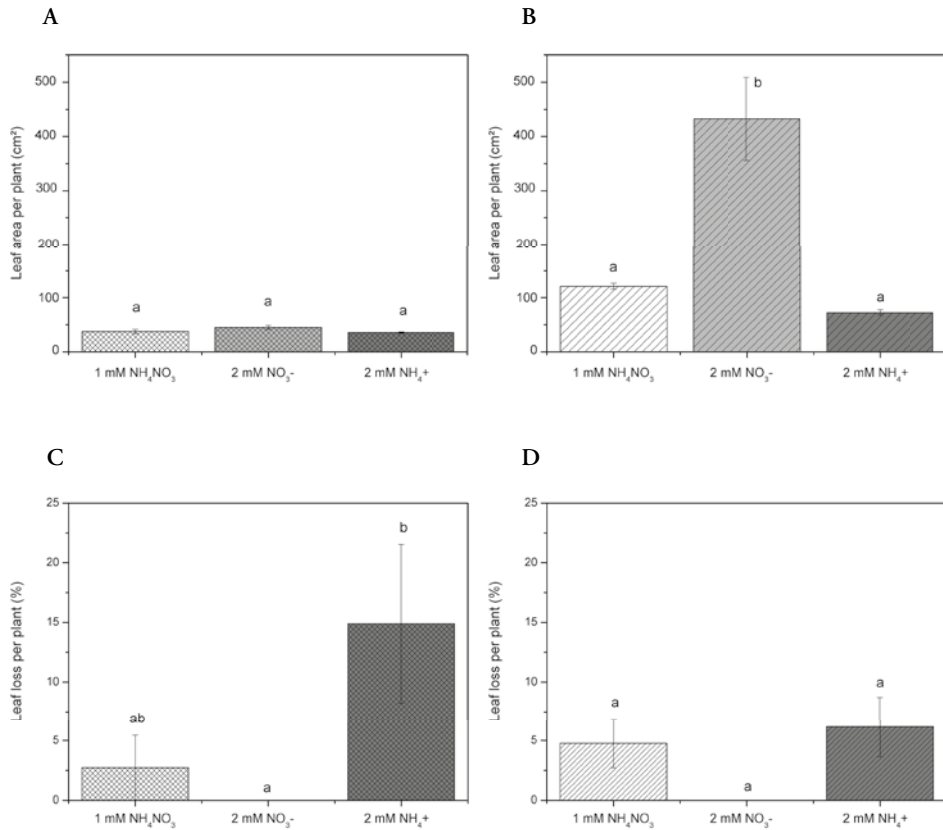 A
Leaf area per plant (cm²)
500
400
300
200
100
0
a
a
a
1 mM NH₄NO₃
2 mM NO₃-
2 mM NH₄+
B
Leaf area per plant (cm²)
500
400
300
200
100
0
a
b
a
1 mM NH₄NO₃
2 mM NO₃-
2 mM NH₄+
C
Leaf loss per plant (%)
25
20
15
10
5
0
ab
a
b
1 mM NH₄NO₃
2 mM NO₃-
2 mM NH₄+
D
Leaf loss per plant (%)
25
20
15
10
5
0
a
a
a
1 mM NH₄NO₃
2 mM NO₃-
2 mM NH₄+